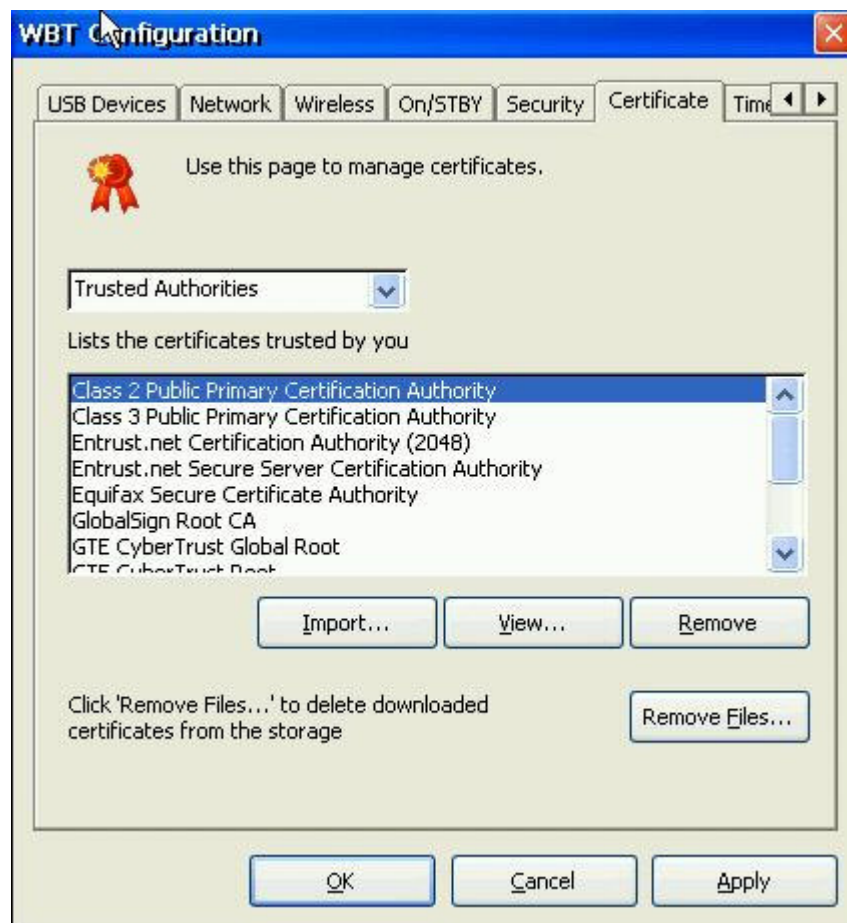 WBT Configuration
USB Devices Network Wireless On/STBY Security Certificate Time
Use this page to manage certificates.
Trusted Authorities
Lists the certificates trusted by you
Class 2 Public Primary Certification Authority
Class 3 Public Primary Certification Authority
Entrust.net Certification Authority (2048)
Entrust.net Secure Server Certification Authority
Equifax Secure Certificate Authority
GlobalSign Root CA
GTE CyberTrust Global Root
GTE CyberTrust Root
Import... View... Remove
Click 'Remove Files...' to delete downloaded
certificates from the storage
Remove Files...
OK Cancel Apply